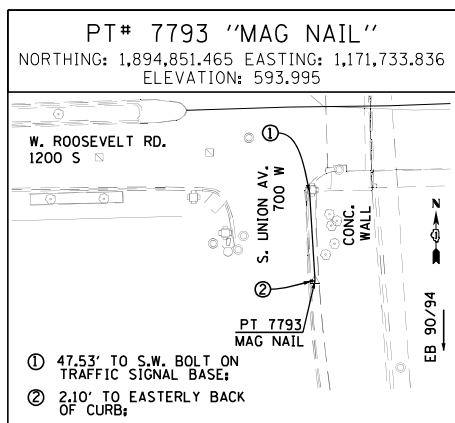 PT# 7793 "MAG NAIL"
NORTHING: 1,894,851.465 EASTING: 1,171,733.836
ELEVATION: 593.995
W. ROOSEVELT RD.
1200 S
①
S. UNION AV.
700 W
CONC.
WALL
N
②
PT 7793
MAG NAIL
EB 90/94
① 47.53' TO S.W. BOLT ON
TRAFFIC SIGNAL BASE;
② 2.10' TO EASTERLY BACK
OF CURB;